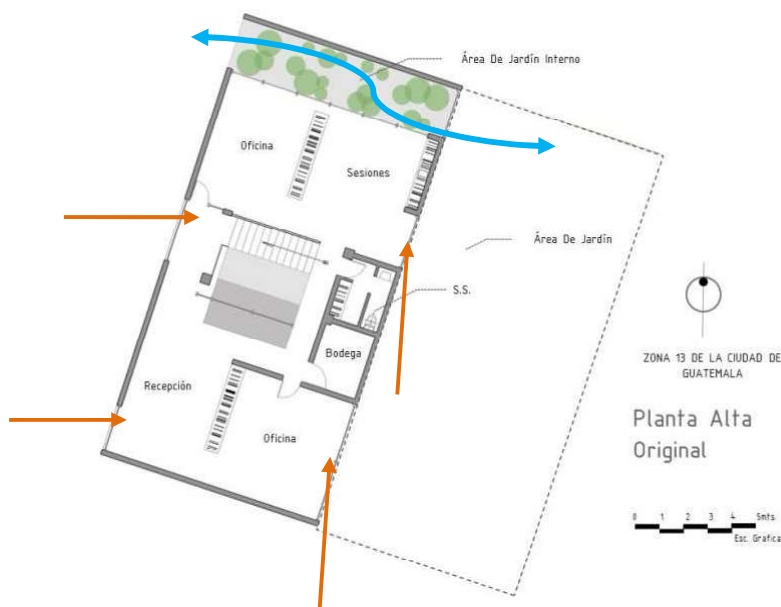 Área De Jardín Interno
Oficina
Sesiones
Área De Jardín
S.S.
Bodega
Recepción
Oficina
ZONA 13 DE LA CIUDAD DE
GUATEMALA
Planta Alta
Original
0 1 2 3 4 5mts.
Esc. Grafica